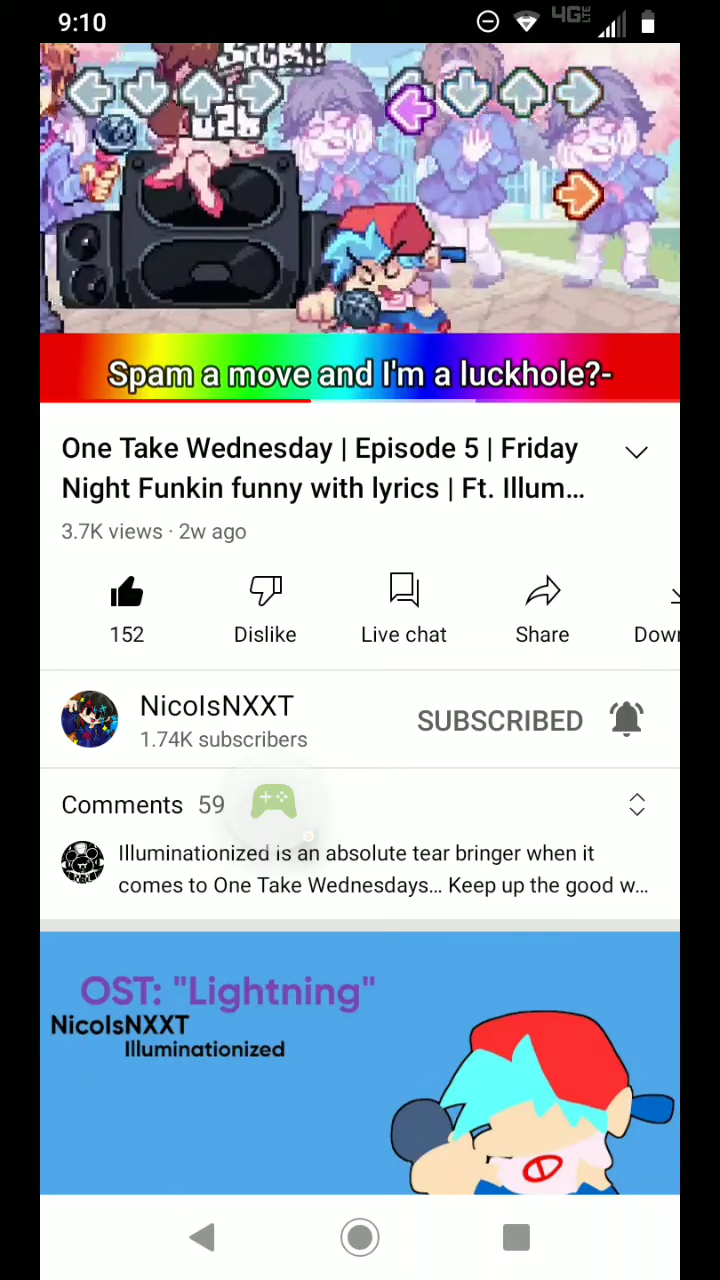 9:10
4G LTE
SICK!!
028
Spam a move and I'm a luckhole?-
One Take Wednesday | Episode 5 | Friday
Night Funkin funny with lyrics | Ft. Illum...
3.7K views · 2w ago
152
Dislike
Live chat
Share
Down
NicolsNXXT
1.74K subscribers
SUBSCRIBED
Comments 59
Illuminationized is an absolute tear bringer when it
comes to One Take Wednesdays... Keep up the good w...
OST: "Lightning"
NicolsNXXT
Illuminationized